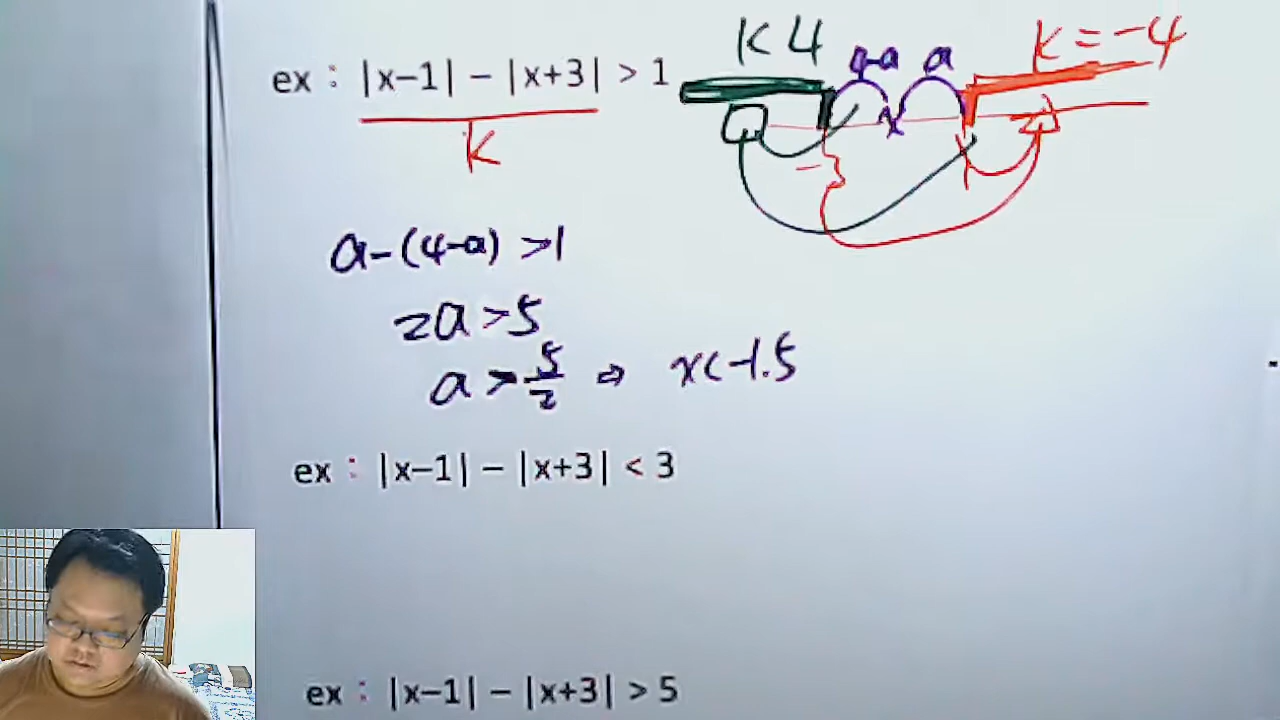 K 4
K = -4
4-a
a
ex : |x-1| - |x+3| > 1
x
K
a-(4-a) >1
2a > 5
a > 5/2 ⇒ x<-1.5
ex : |x-1| - |x+3| < 3
ex : |x-1| - |x+3| > 5